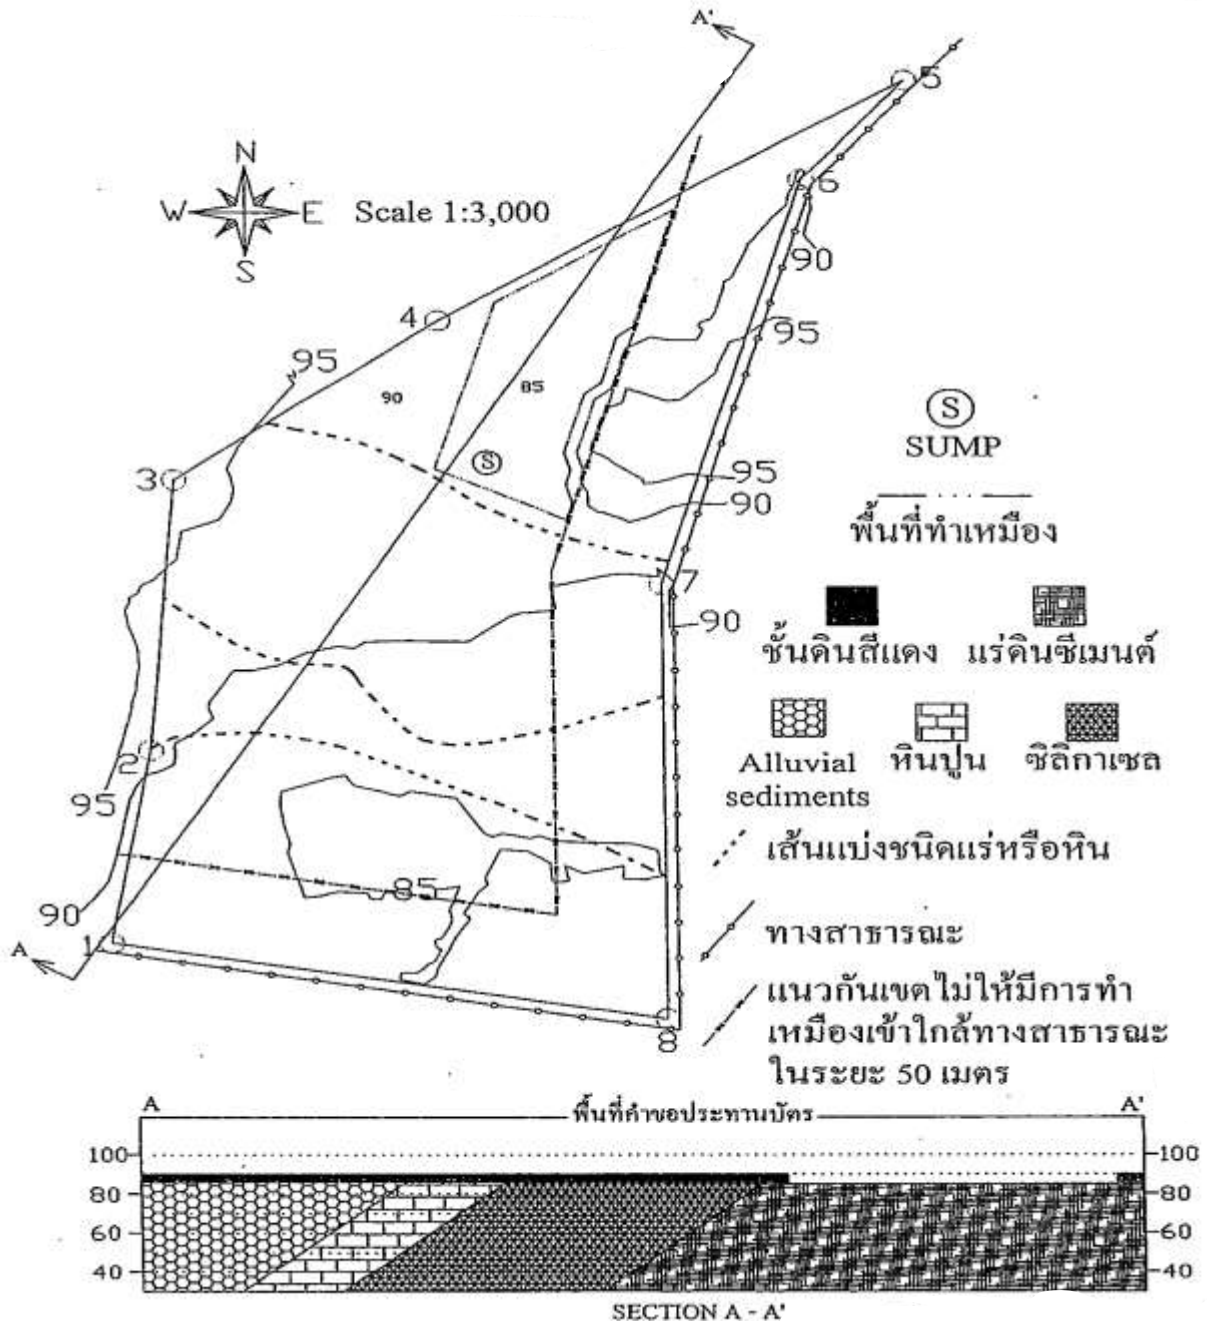 A'
5
N
W
E
S
Scale 1:3,000
6
90
4
95
95
90
85
S
SUMP
3
S
95
90
พื้นที่ทำเหมือง
7
90
ชั้นดินสีแดง
แร่ดินซีเมนต์
2
95
Alluvial
sediments
หินปูน
ซิลิกาเซล
เส้นแบ่งชนิดแร่หรือหิน
85
90
A
1
ทางสาธารณะ
แนวกันเขตไม่ให้มีการทำ
เหมืองเข้าใกล้ทางสาธารณะ
ในระยะ 50 เมตร
8
A
พื้นที่คำขอประทานบัตร
A'
100
100
80
80
60
60
40
40
SECTION A - A'